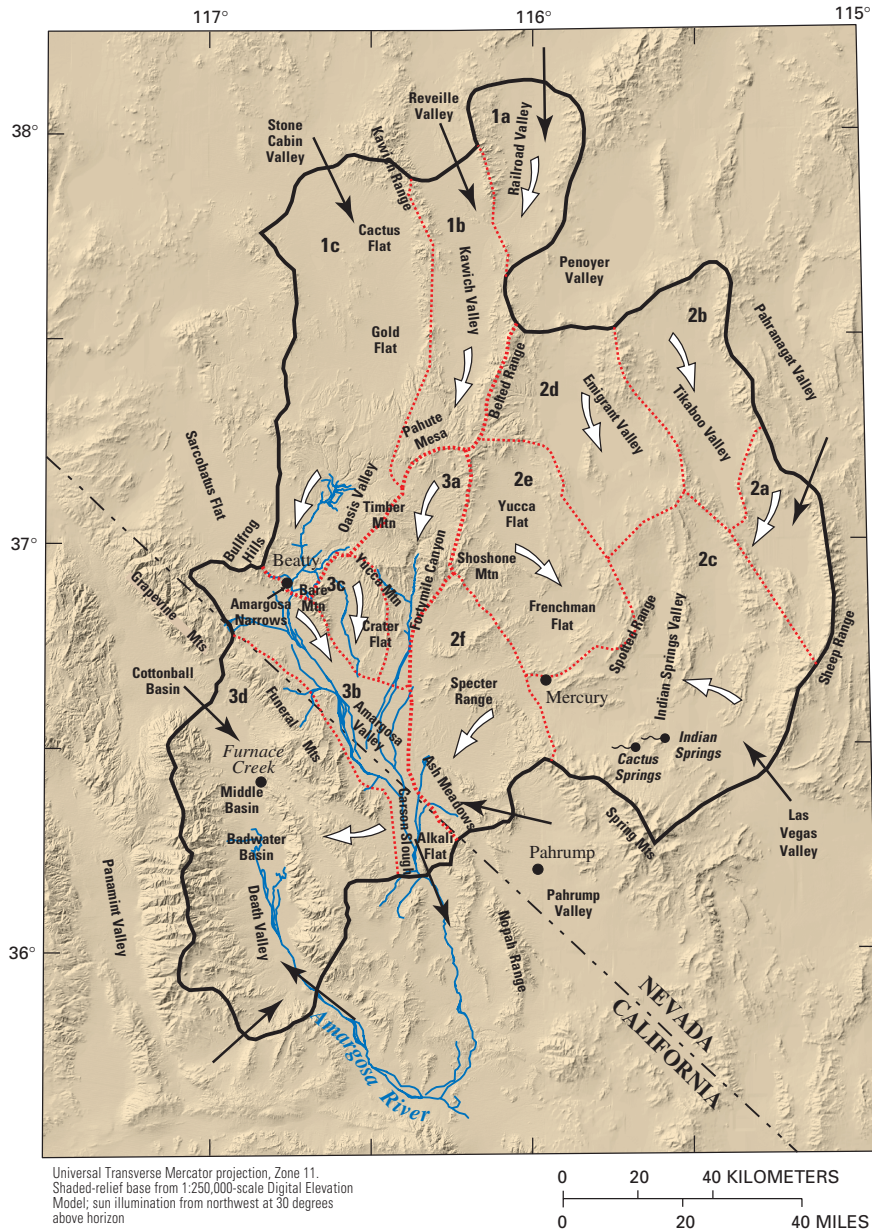 117°
116°
115°
38°
37°
36°
Reveille
Valley
1a
Railroad Valley
Stone
Cabin
Valley
Kawich Range
1b
1c
Cactus
Flat
Kawich Valley
Penoyer
Valley
2b
Pahranagat Valley
Gold
Flat
Belted Range
2d
Emigrant Valley
Tikaboo Valley
Pahute
Mesa
Sarcobatus Flat
Oasis Valley
3a
2e
2a
Timber
Mtn
Yucca
Flat
Bullfrog
Hills
Fortymile Canyon
2c
Beatty
Yucca Mtn
Shoshone
Mtn
Bare
Mtn
3c
Amargosa
Narrows
Crater
Flat
Frenchman
Flat
2f
Grapevine Mts
Spotted Range
Indian Springs Valley
Sheep Range
Cottonball
Basin
3d
3b
Specter
Range
Mercury
Funeral Mts
Amargosa
Valley
Indian
Springs
Cactus
Springs
Furnace
Creek
Middle
Basin
Ash Meadows
Carson Slough
Badwater
Basin
Alkali
Flat
Spring Mts
Las
Vegas
Valley
Pahrump
Pahrump
Valley
Panamint Valley
Death Valley
Nopah Range
NEVADA
CALIFORNIA
Amargosa River
Universal Transverse Mercator projection, Zone 11.
Shaded-relief base from 1:250,000-scale Digital Elevation
Model; sun illumination from northwest at 30 degrees
above horizon
0 20 40 KILOMETERS
0 20 40 MILES